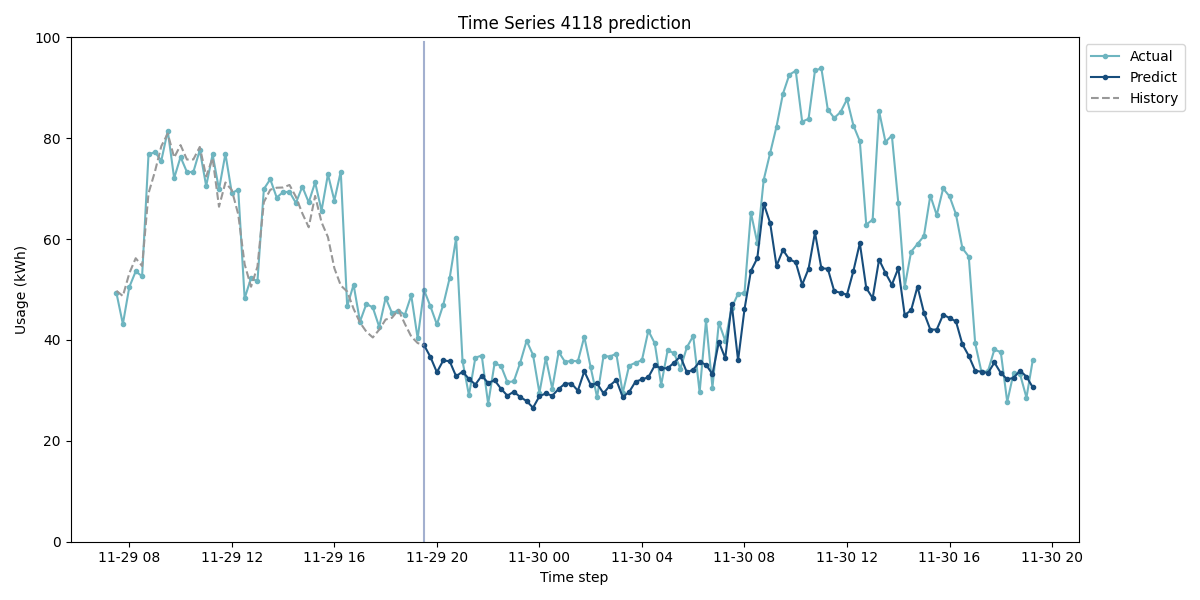 Time Series 4118 prediction
Usage (kWh)
100
80
60
40
20
0
11-29 08
11-29 12
11-29 16
11-29 20
11-30 00
11-30 04
11-30 08
11-30 12
11-30 16
11-30 20
Time step
Actual
Predict
History